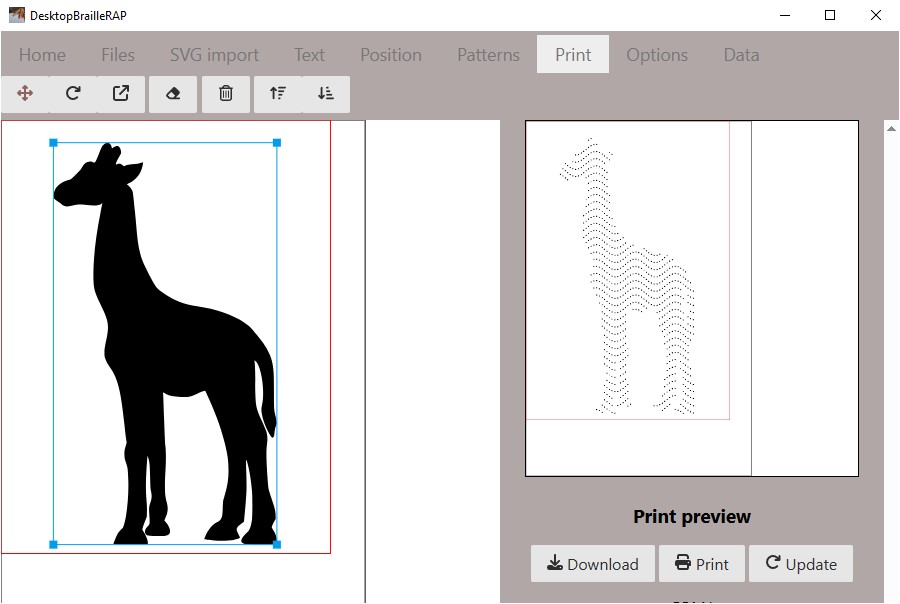 DesktopBrailleRAP
Home Files SVG import Text Position Patterns Print Options Data
Print preview
Download Print Update